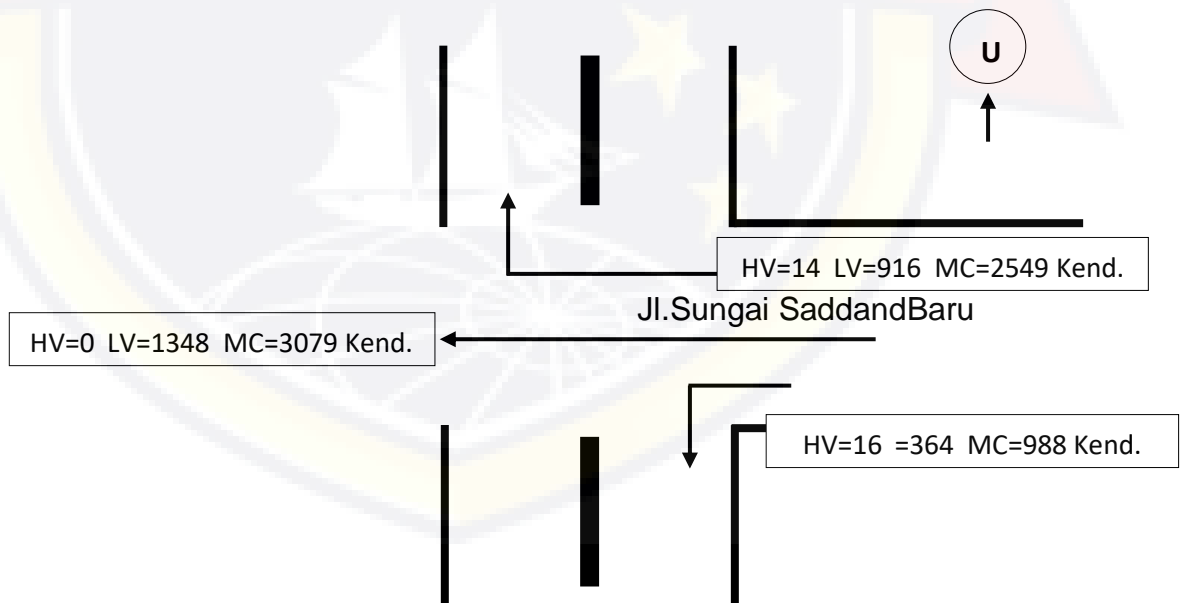 U
HV=14 LV=916 MC=2549 Kend.
Jl.Sungai SaddandBaru
HV=0 LV=1348 MC=3079 Kend.
HV=16 =364 MC=988 Kend.